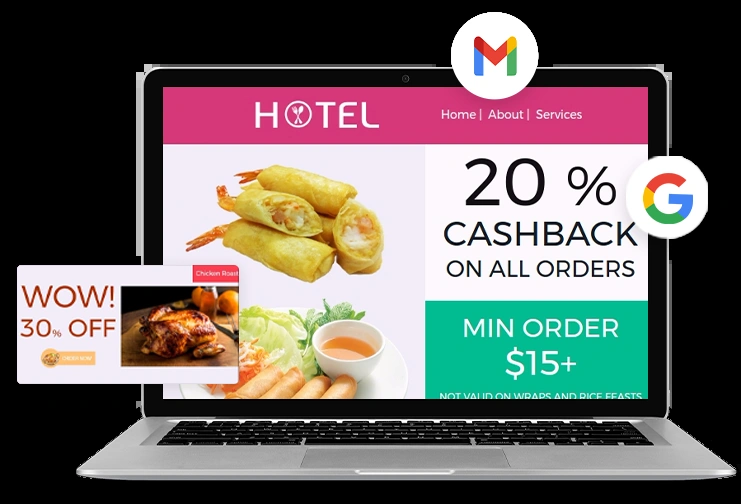 HOTEL
Home | About | Services
20 %
CASHBACK
ON ALL ORDERS
MIN ORDER
$15+
NOT VALID ON WRAPS AND RICE FEASTS
Chicken Roast
WOW!
30% OFF
ORDER NOW